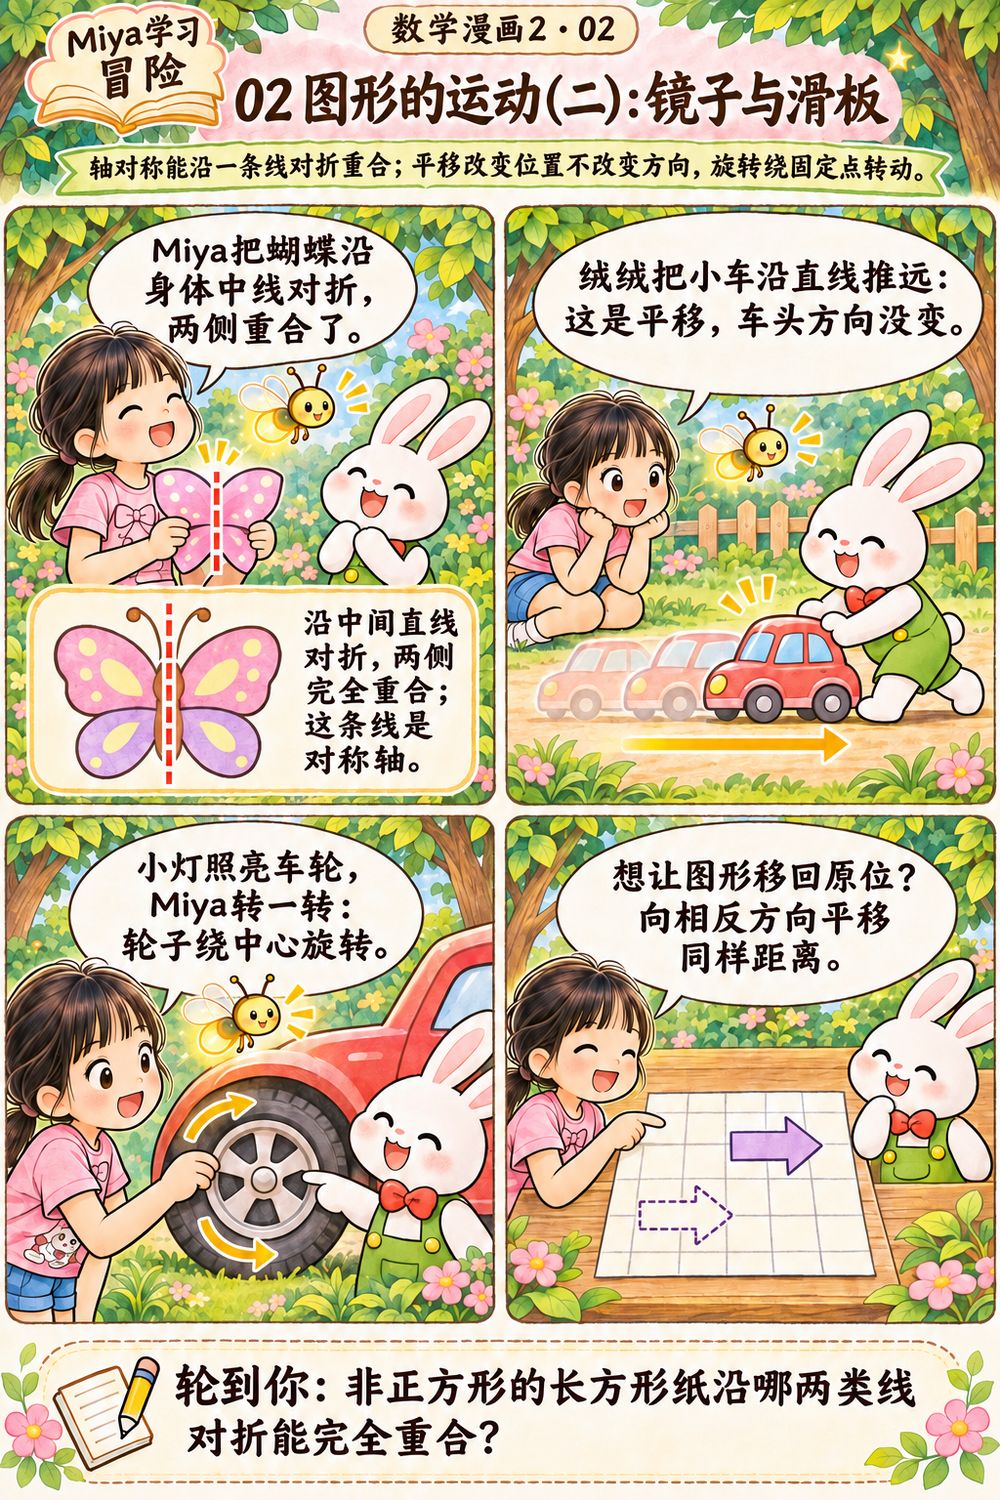 Miya学习
冒险
数学漫画2·02
02 图形的运动(二):镜子与滑板
轴对称能沿一条线对折重合；平移改变位置不改变方向，旋转绕固定点转动。
Miya把蝴蝶沿
身体中线对折，
两侧重合了。
沿中间直线
对折，两侧
完全重合；
这条线是
对称轴。
绒绒把小车沿直线推远：
这是平移，车头方向没变。
小灯照亮车轮，
Miya转一转：
轮子绕中心旋转。
想让图形移回原位？
向相反方向平移
同样距离。
轮到你：非正方形的长方形纸沿哪两类线
对折能完全重合？